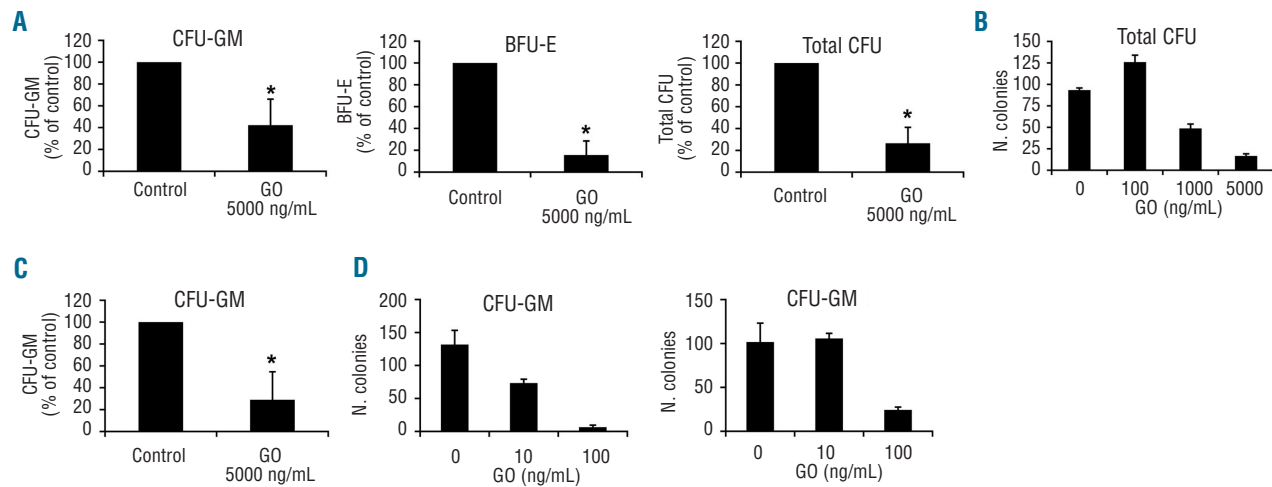 A
CFU-GM
CFU-GM
(% of control)
120
100
80
60
40
20
0
*
Control
GO
5000 ng/mL
BFU-E
BFU-E
(% of control)
120
100
80
60
40
20
0
*
Control
GO
5000 ng/mL
Total CFU
Total CFU
(% of control)
120
100
80
60
40
20
0
*
Control
GO
5000 ng/mL
B
Total CFU
N. colonies
150
125
100
75
50
25
0
0 100 1000 5000
GO (ng/mL)
C
CFU-GM
CFU-GM
(% of control)
120
100
80
60
40
20
0
*
Control
GO
5000 ng/mL
D
CFU-GM
N. colonies
200
150
100
50
0
0 10 100
GO (ng/mL)
CFU-GM
N. colonies
150
100
50
0
0 10 100
GO (ng/mL)